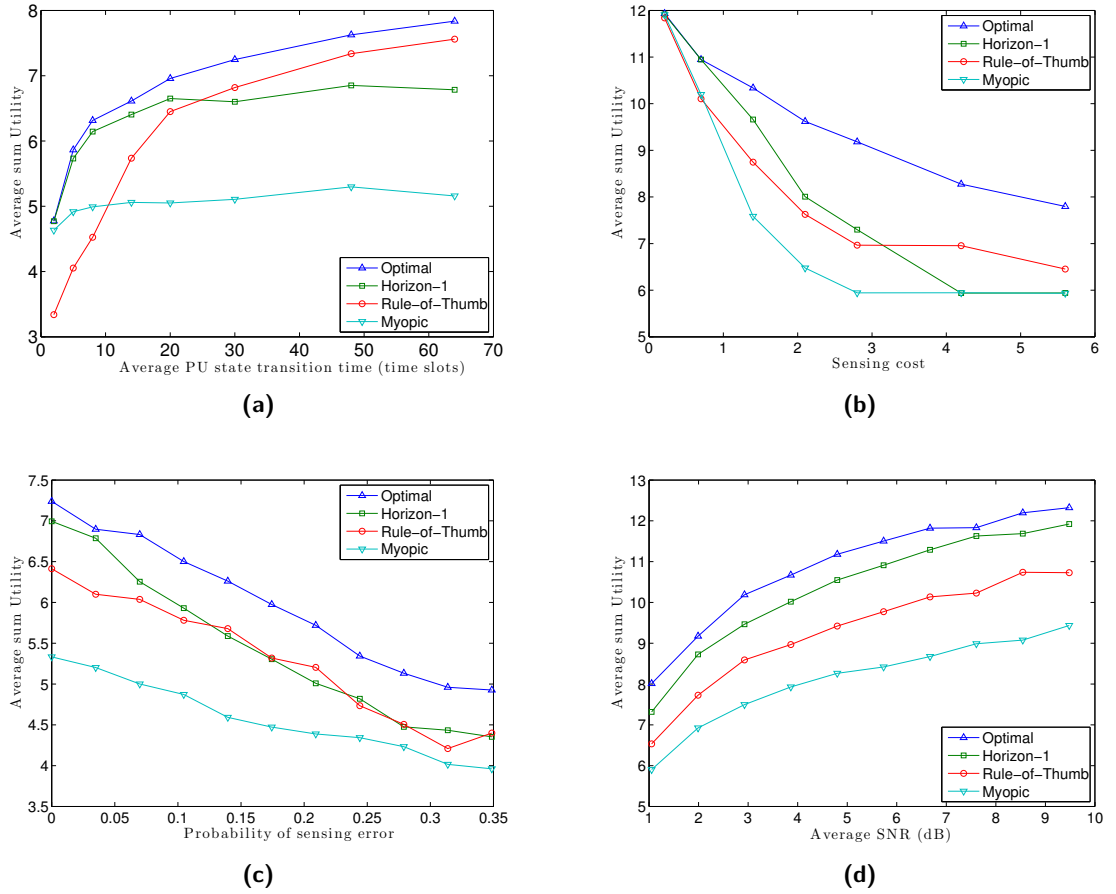 8
7
6
5
4
3
0 10 20 30 40 50 60 70
Average sum Utility
Average PU state transition time (time slots)
Optimal
Horizon-1
Rule-of-Thumb
Myopic
(a)
12
11
10
9
8
7
6
5
0 1 2 3 4 5 6
Average sum Utility
Sensing cost
Optimal
Horizon-1
Rule-of-Thumb
Myopic
(b)
7.5
7
6.5
6
5.5
5
4.5
4
3.5
0 0.05 0.1 0.15 0.2 0.25 0.3 0.35
Average sum Utility
Probability of sensing error
Optimal
Horizon-1
Rule-of-Thumb
Myopic
(c)
13
12
11
10
9
8
7
6
5
1 2 3 4 5 6 7 8 9 10
Average sum Utility
Average SNR (dB)
Optimal
Horizon-1
Rule-of-Thumb
Myopic
(d)